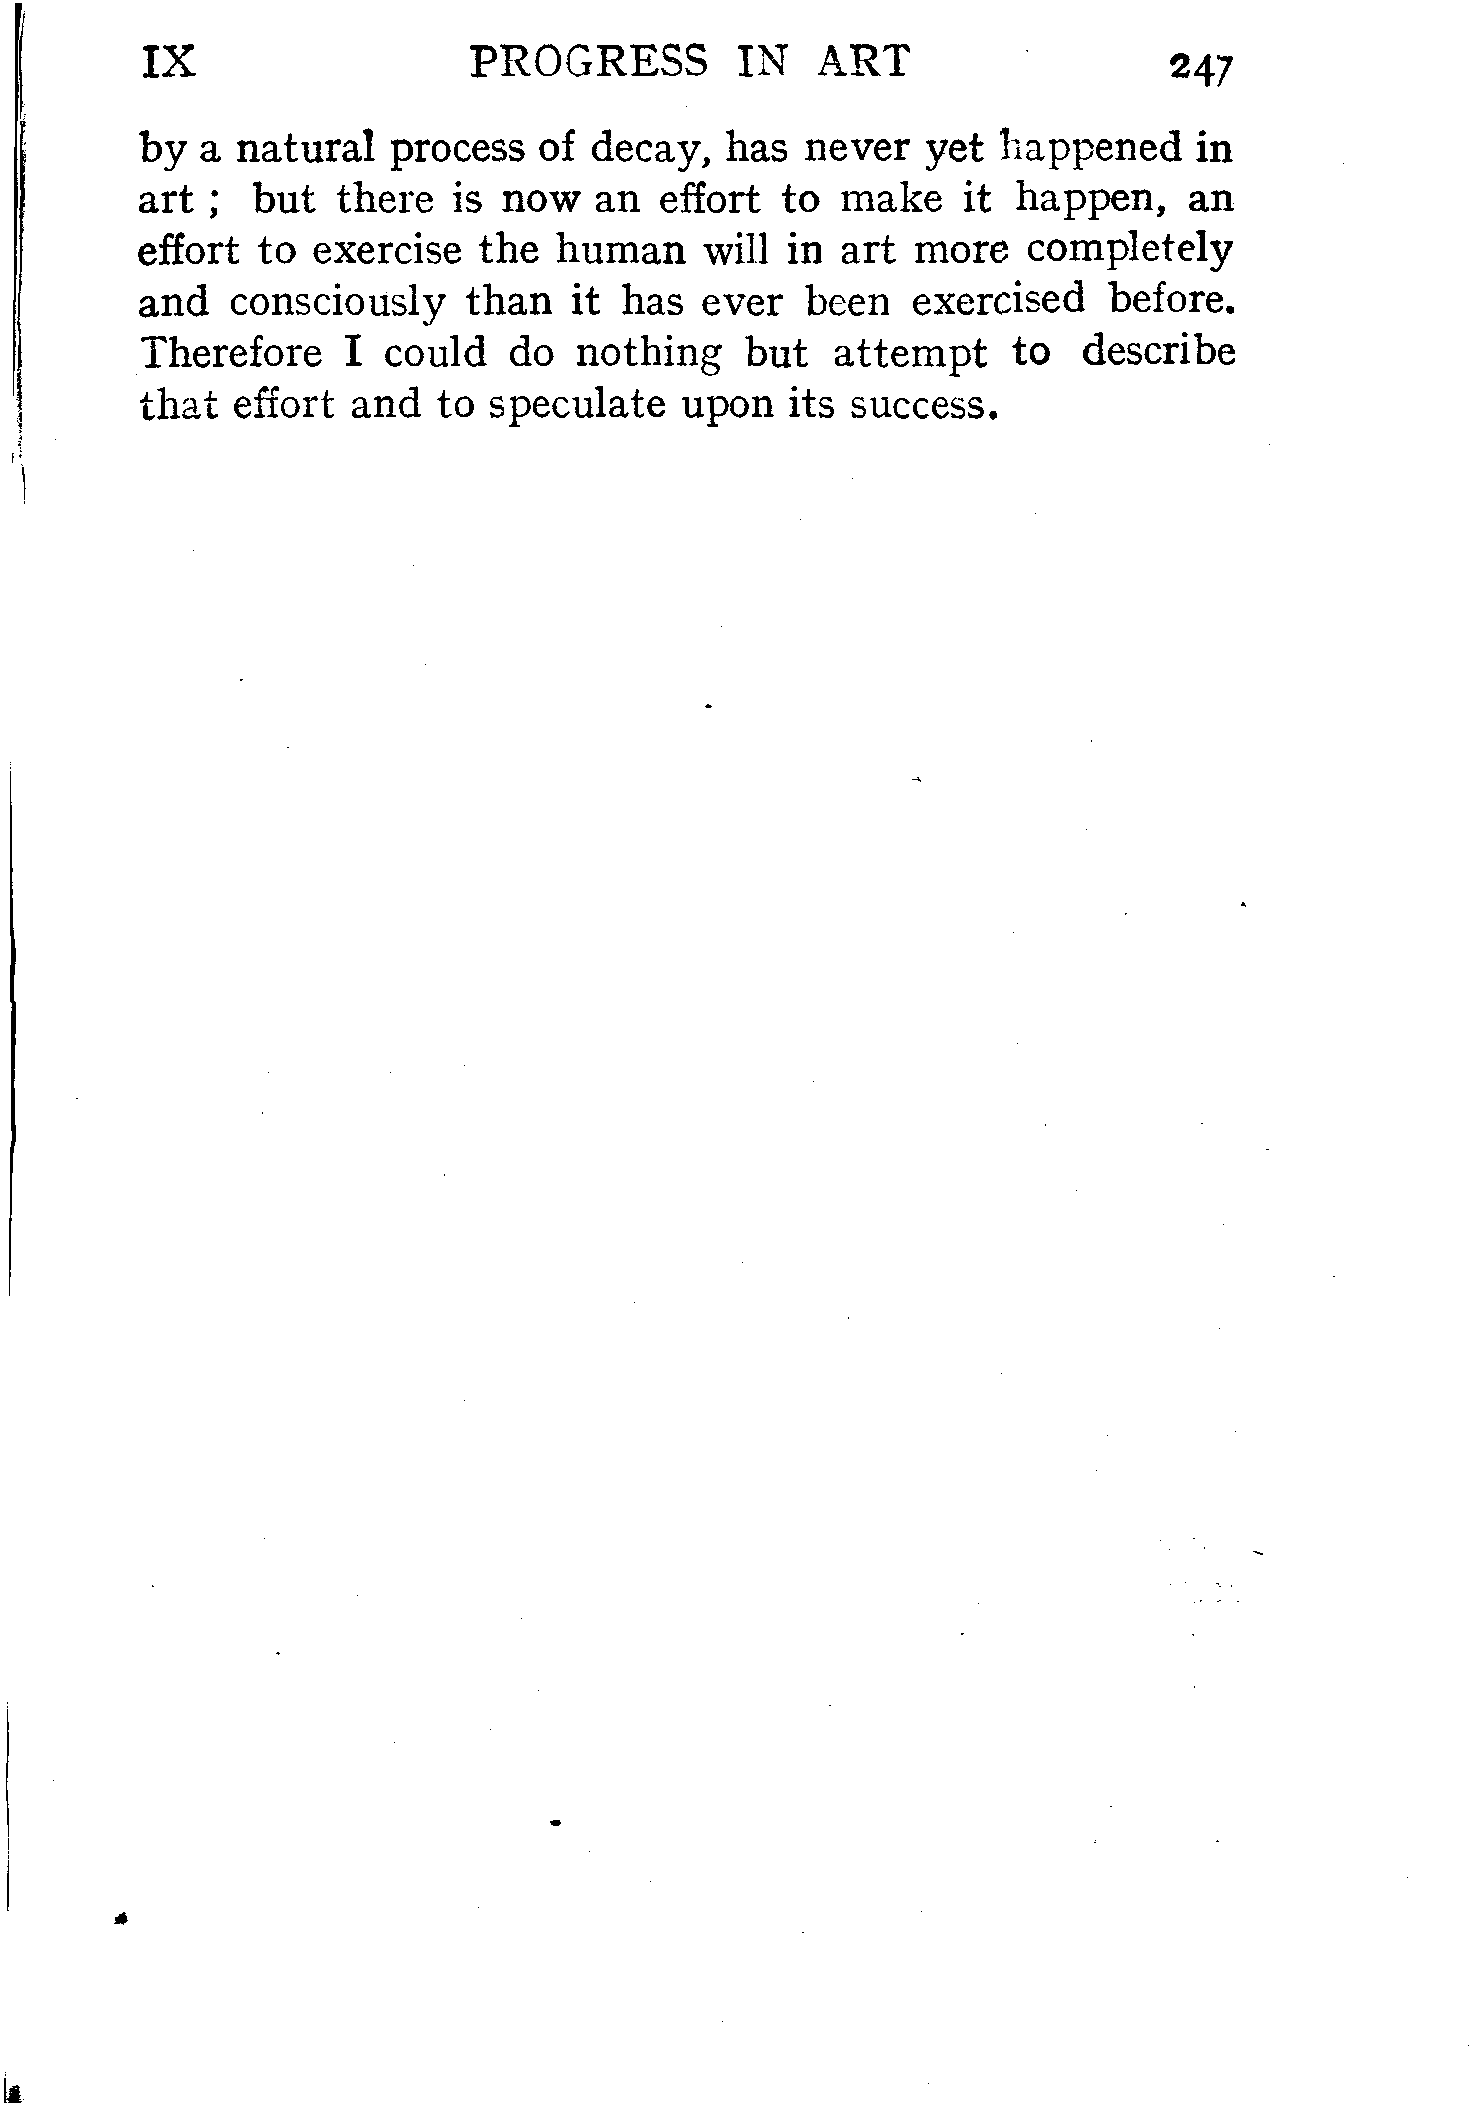 IX PROGRESS IN ART 247
by a natural process of decay, has never yet happened in
art ; but there is now an effort to make it happen, an
effort to exercise the human will in art more completely
and consciously than it has ever been exercised before.
Therefore I could do nothing but attempt to describe
that effort and to speculate upon its success.